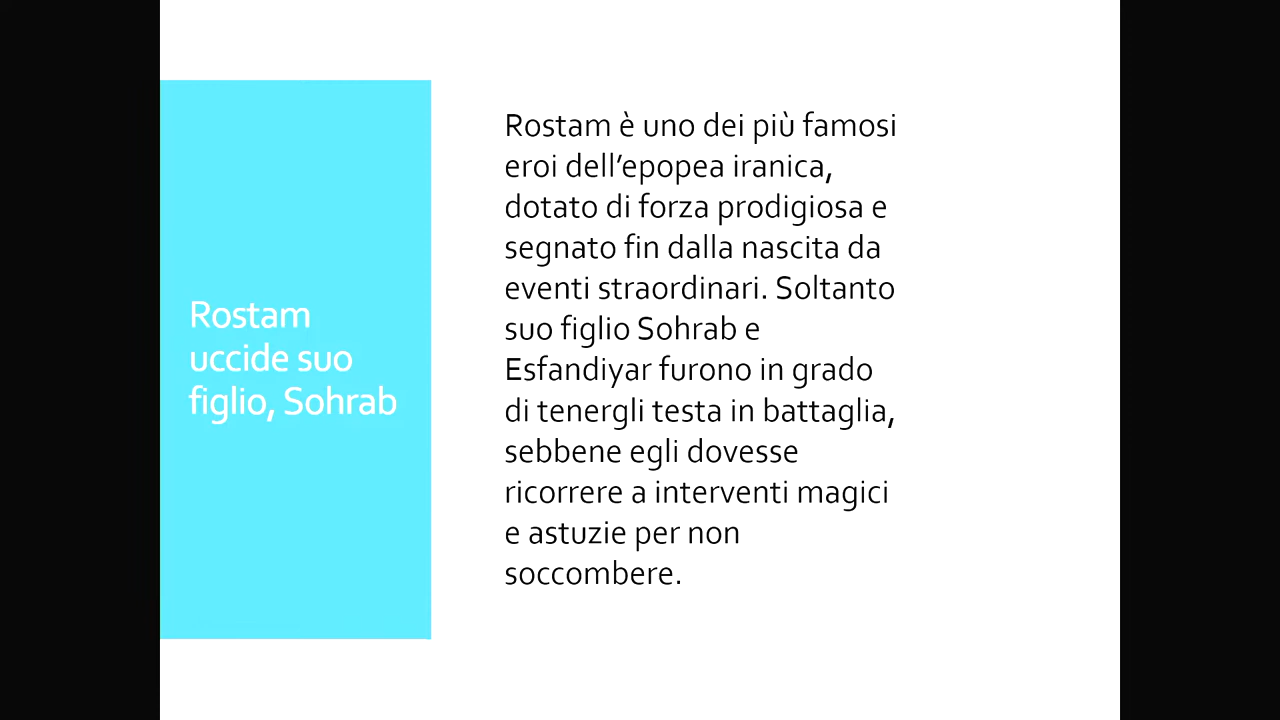 Rostam
uccide suo
figlio, Sohrab
Rostam è uno dei più famosi
eroi dell’epopea iranica,
dotato di forza prodigiosa e
segnato fin dalla nascita da
eventi straordinari. Soltanto
suo figlio Sohrab e
Esfandiyar furono in grado
di tenergli testa in battaglia,
sebbene egli dovesse
ricorrere a interventi magici
e astuzie per non
soccombere.